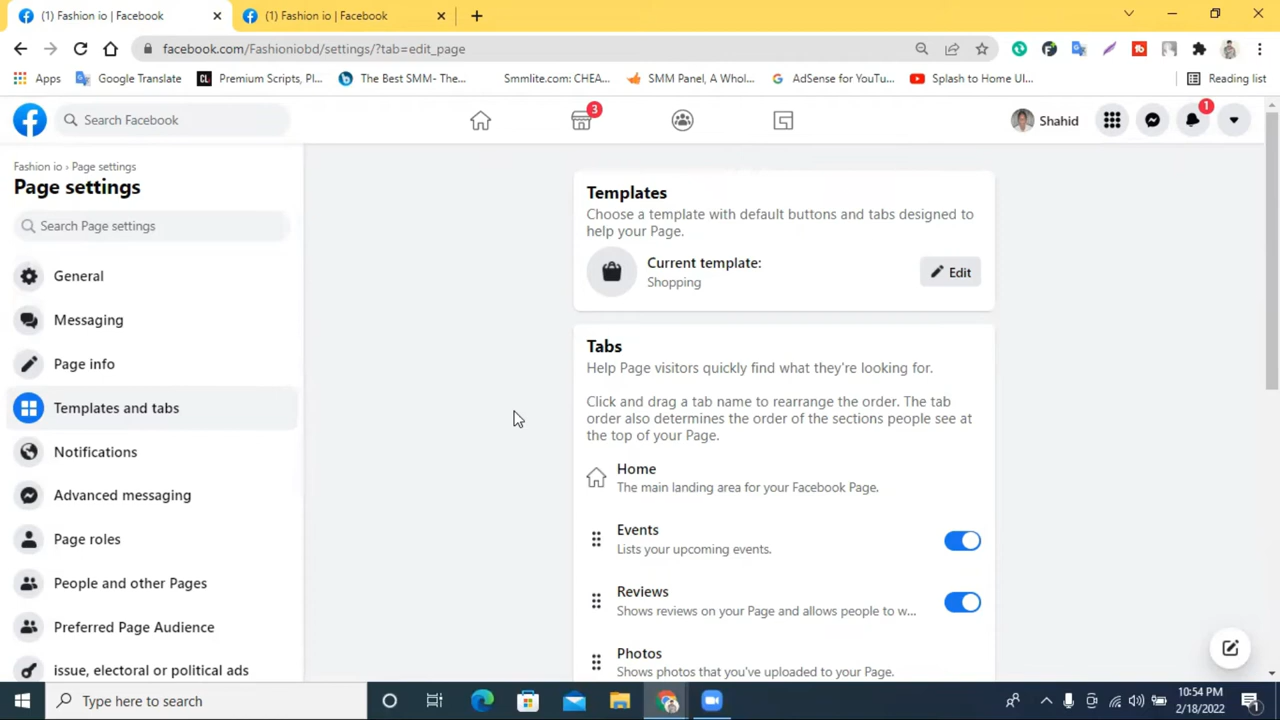 (1) Fashion io | Facebook
(1) Fashion io | Facebook
facebook.com/Fashioniobd/settings/?tab=edit_page
Apps
Google Translate
CL
Premium Scripts, Pl...
The Best SMM- The...
Smmlite.com: CHEA...
SMM Panel, A Whol...
AdSense for YouTu...
Splash to Home UI...
Reading list
Search Facebook
3
Shahid
1
Fashion io › Page settings
Page settings
Search Page settings
General
Messaging
Page info
Templates and tabs
Notifications
Advanced messaging
Page roles
People and other Pages
Preferred Page Audience
issue, electoral or political ads
Templates
Choose a template with default buttons and tabs designed to
help your Page.
Current template:
Shopping
Edit
Tabs
Help Page visitors quickly find what they're looking for.
Click and drag a tab name to rearrange the order. The tab
order also determines the order of the sections people see at
the top of your Page.
Home
The main landing area for your Facebook Page.
Events
Lists your upcoming events.
Reviews
Shows reviews on your Page and allows people to w...
Photos
Shows photos that you've uploaded to your Page.
Type here to search
10:54 PM
2/18/2022
1